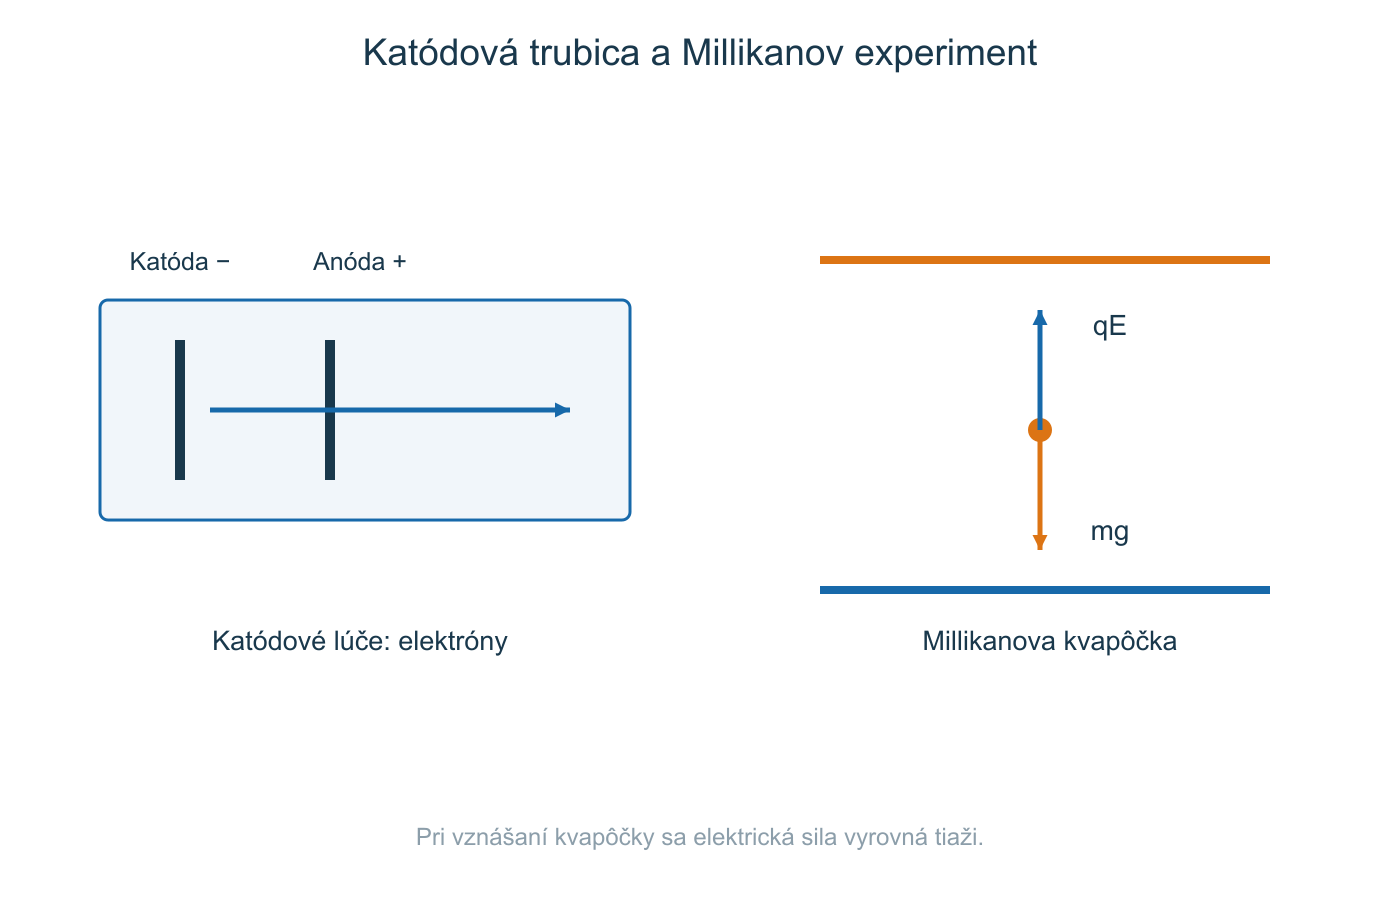 Katódová trubica a Millikanov experiment
Katóda −
Anóda +
qE
mg
Katódové lúče: elektróny
Millikanova kvapôčka
Pri vznášaní kvapôčky sa elektrická sila vyrovná tiaži.